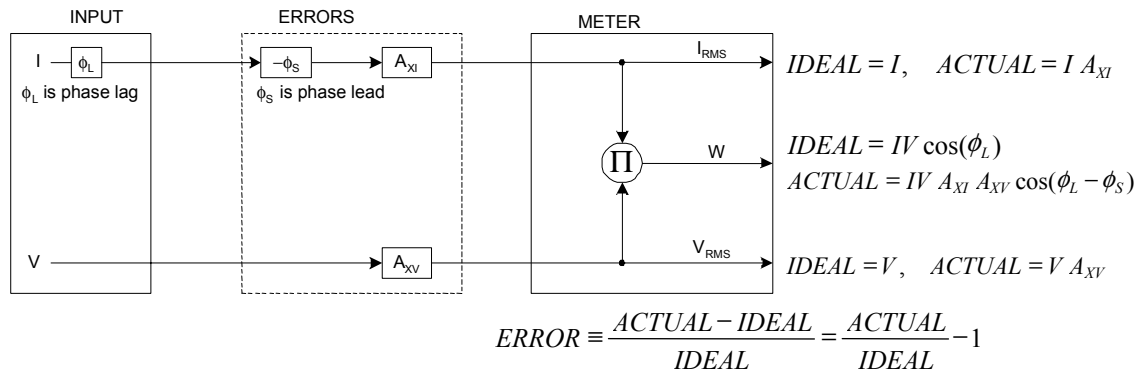 INPUT ERRORS METER
I ϕL −ϕS AXI IRMS IDEAL = I, ACTUAL = I AXI
ϕL is phase lag ϕS is phase lead
Π W IDEAL = IV cos(ϕL)
ACTUAL = IV AXI AXV cos(ϕL − ϕS)
V AXV VRMS IDEAL = V, ACTUAL = V AXV
ERROR ≡ ACTUAL − IDEAL / IDEAL = ACTUAL / IDEAL − 1